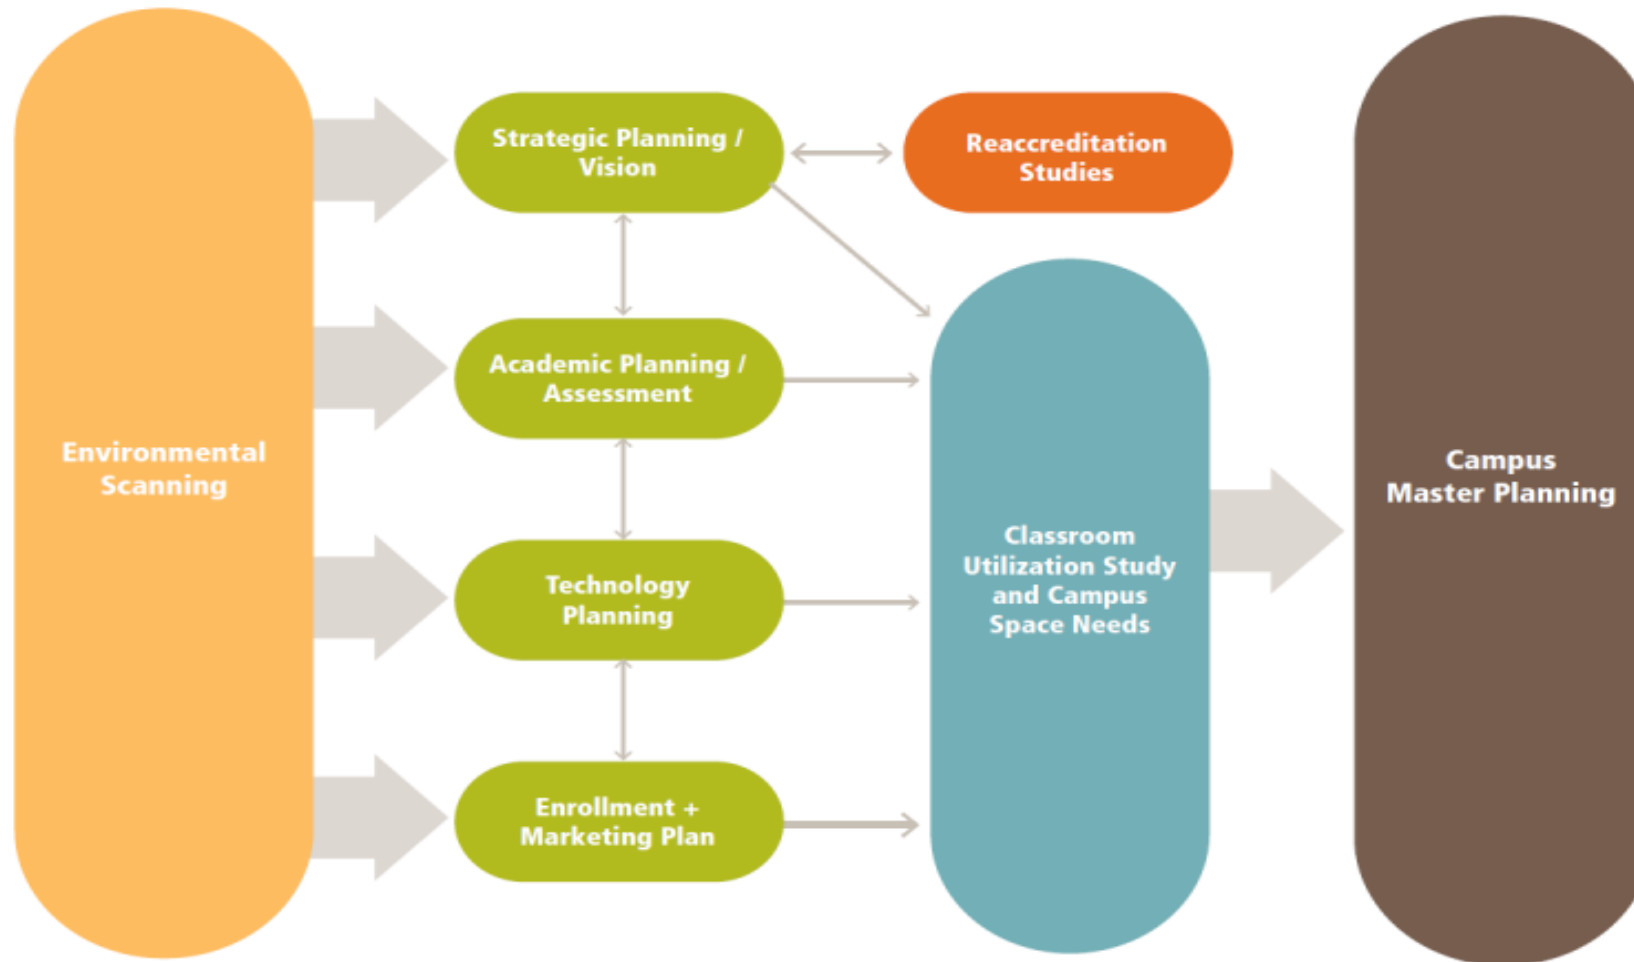 Environmental
Scanning
Strategic Planning /
Vision
Reaccreditation
Studies
Academic Planning /
Assessment
Technology
Planning
Enrollment +
Marketing Plan
Classroom
Utilization Study
and Campus
Space Needs
Campus
Master Planning